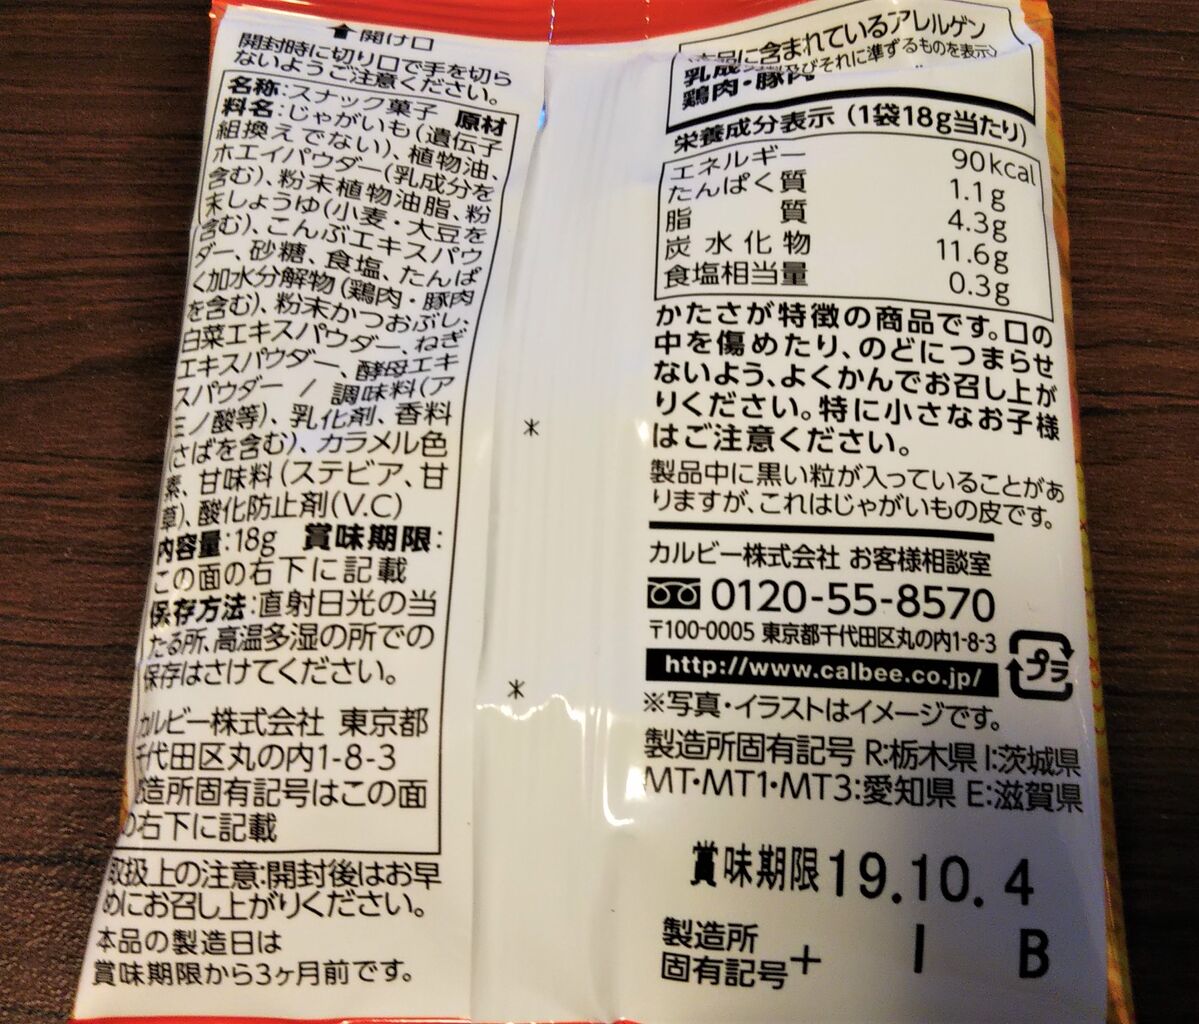 開け口
開封時に切り口で手を切ら
ないようご注意ください。
名称:スナック菓子 原材
料名:じゃがいも(遺伝子
組換えでない)、植物油、
ホエイパウダー(乳成分を
含む)、粉末植物油脂、粉
末しょうゆ(小麦・大豆を
含む)、こんぶエキスパウ
ダー、砂糖、食塩、たんぱ
く加水分解物(鶏肉・豚肉
を含む)、粉末かつおぶし、
白菜エキスパウダー、ねぎ
エキスパウダー、酵母エキ
スパウダー / 調味料(ア
ミノ酸等)、乳化剤、香料
(さばを含む)、カラメル色
素、甘味料(ステビア、甘
草)、酸化防止剤(V.C)
内容量:18g 賞味期限:
この面の右下に記載
保存方法:直射日光の当
たる所、高温多湿の所での
保存はさけてください。
カルビー株式会社 東京都
千代田区丸の内1-8-3
製造所固有記号はこの面
の右下に記載
取扱上の注意:開封後はお早
めにお召し上がりください。
本品の製造日は
賞味期限から3ヶ月前です。
*
*
本品に含まれているアレルゲン
及びそれに準ずるものを表示)
乳成
鶏肉・豚肉
栄養成分表示 (1袋18g当たり)
エネルギー 90kcal
たんぱく質 1.1g
脂質 4.3g
炭水化物 11.6g
食塩相当量 0.3g
かたさが特徴の商品です。口の
中を傷めたり、のどにつまらせ
ないよう、よくかんでお召し上が
りください。特に小さなお子様
はご注意ください。
製品中に黒い粒が入っていることがあ
りますが、これはじゃがいもの皮です。
カルビー株式会社 お客様相談室
0120-55-8570
〒100-0005 東京都千代田区丸の内1-8-3
http://www.calbee.co.jp/
プラ
※写真・イラストはイメージです。
製造所固有記号 R:栃木県 I:茨城県
MT・MT1・MT3:愛知県 E:滋賀県
賞味期限 19.10.4
製造所
固有記号+ I B